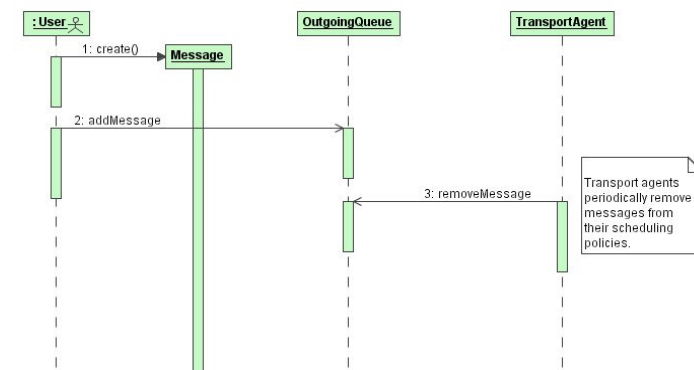 : User
OutgoingQueue
TransportAgent
1: create()
Message
2: addMessage
3: removeMessage
Transport agents
periodically remove
messages from
their scheduling
policies.